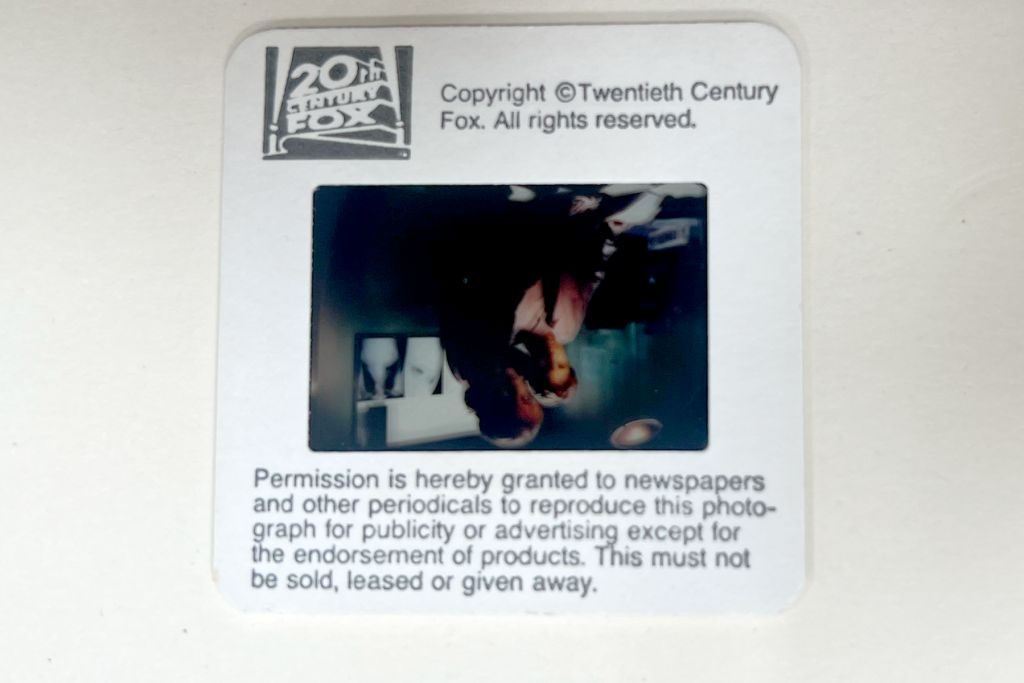 20TH
CENTURY
FOX
Copyright ©Twentieth Century
Fox. All rights reserved.
Permission is hereby granted to newspapers
and other periodicals to reproduce this photo-
graph for publicity or advertising except for
the endorsement of products. This must not
be sold, leased or given away.